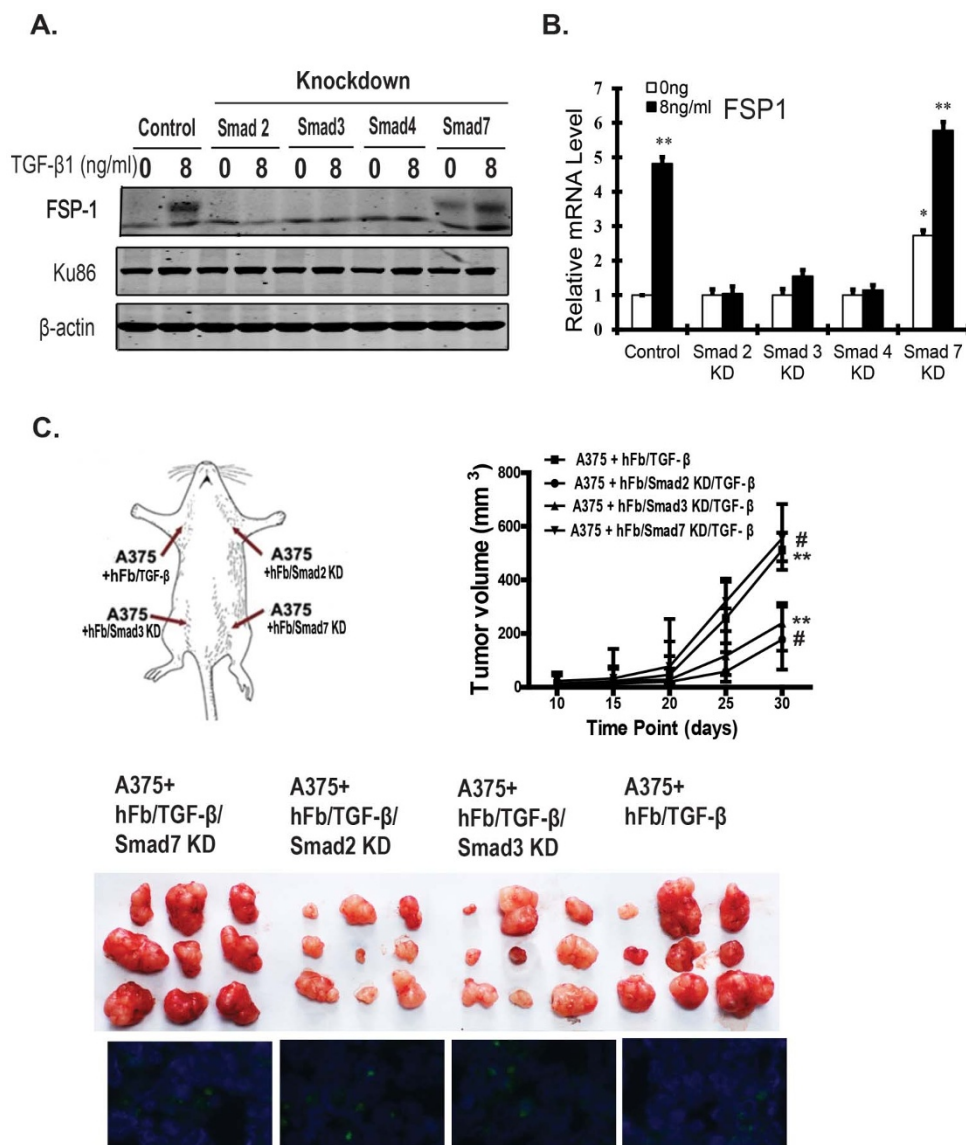 A.
Knockdown
Control Smad 2 Smad3 Smad4 Smad7
TGF-β1 (ng/ml) 0 8 0 8 0 8 0 8 0 8
FSP-1
Ku86
β-actin
B.
0ng
8ng/ml FSP1
Relative mRNA Level
7
6
5
4
3
2
1
0
**
*
**
Control Smad 2 KD Smad 3 KD Smad 4 KD Smad 7 KD
C.
A375
+hFb/TGF-β
A375
+hFb/Smad2 KD
A375
+hFb/Smad3 KD
A375
+hFb/Smad7 KD
A375 + hFb/TGF-β
A375 + hFb/Smad2 KD/TGF-β
A375 + hFb/Smad3 KD/TGF-β
A375 + hFb/Smad7 KD/TGF-β
Tumor volume (mm³)
800
600
400
200
0
#
**
**
#
10 15 20 25 30
Time Point (days)
A375+
hFb/TGF-β/
Smad7 KD
A375+
hFb/TGF-β/
Smad2 KD
A375+
hFb/TGF-β/
Smad3 KD
A375+
hFb/TGF-β